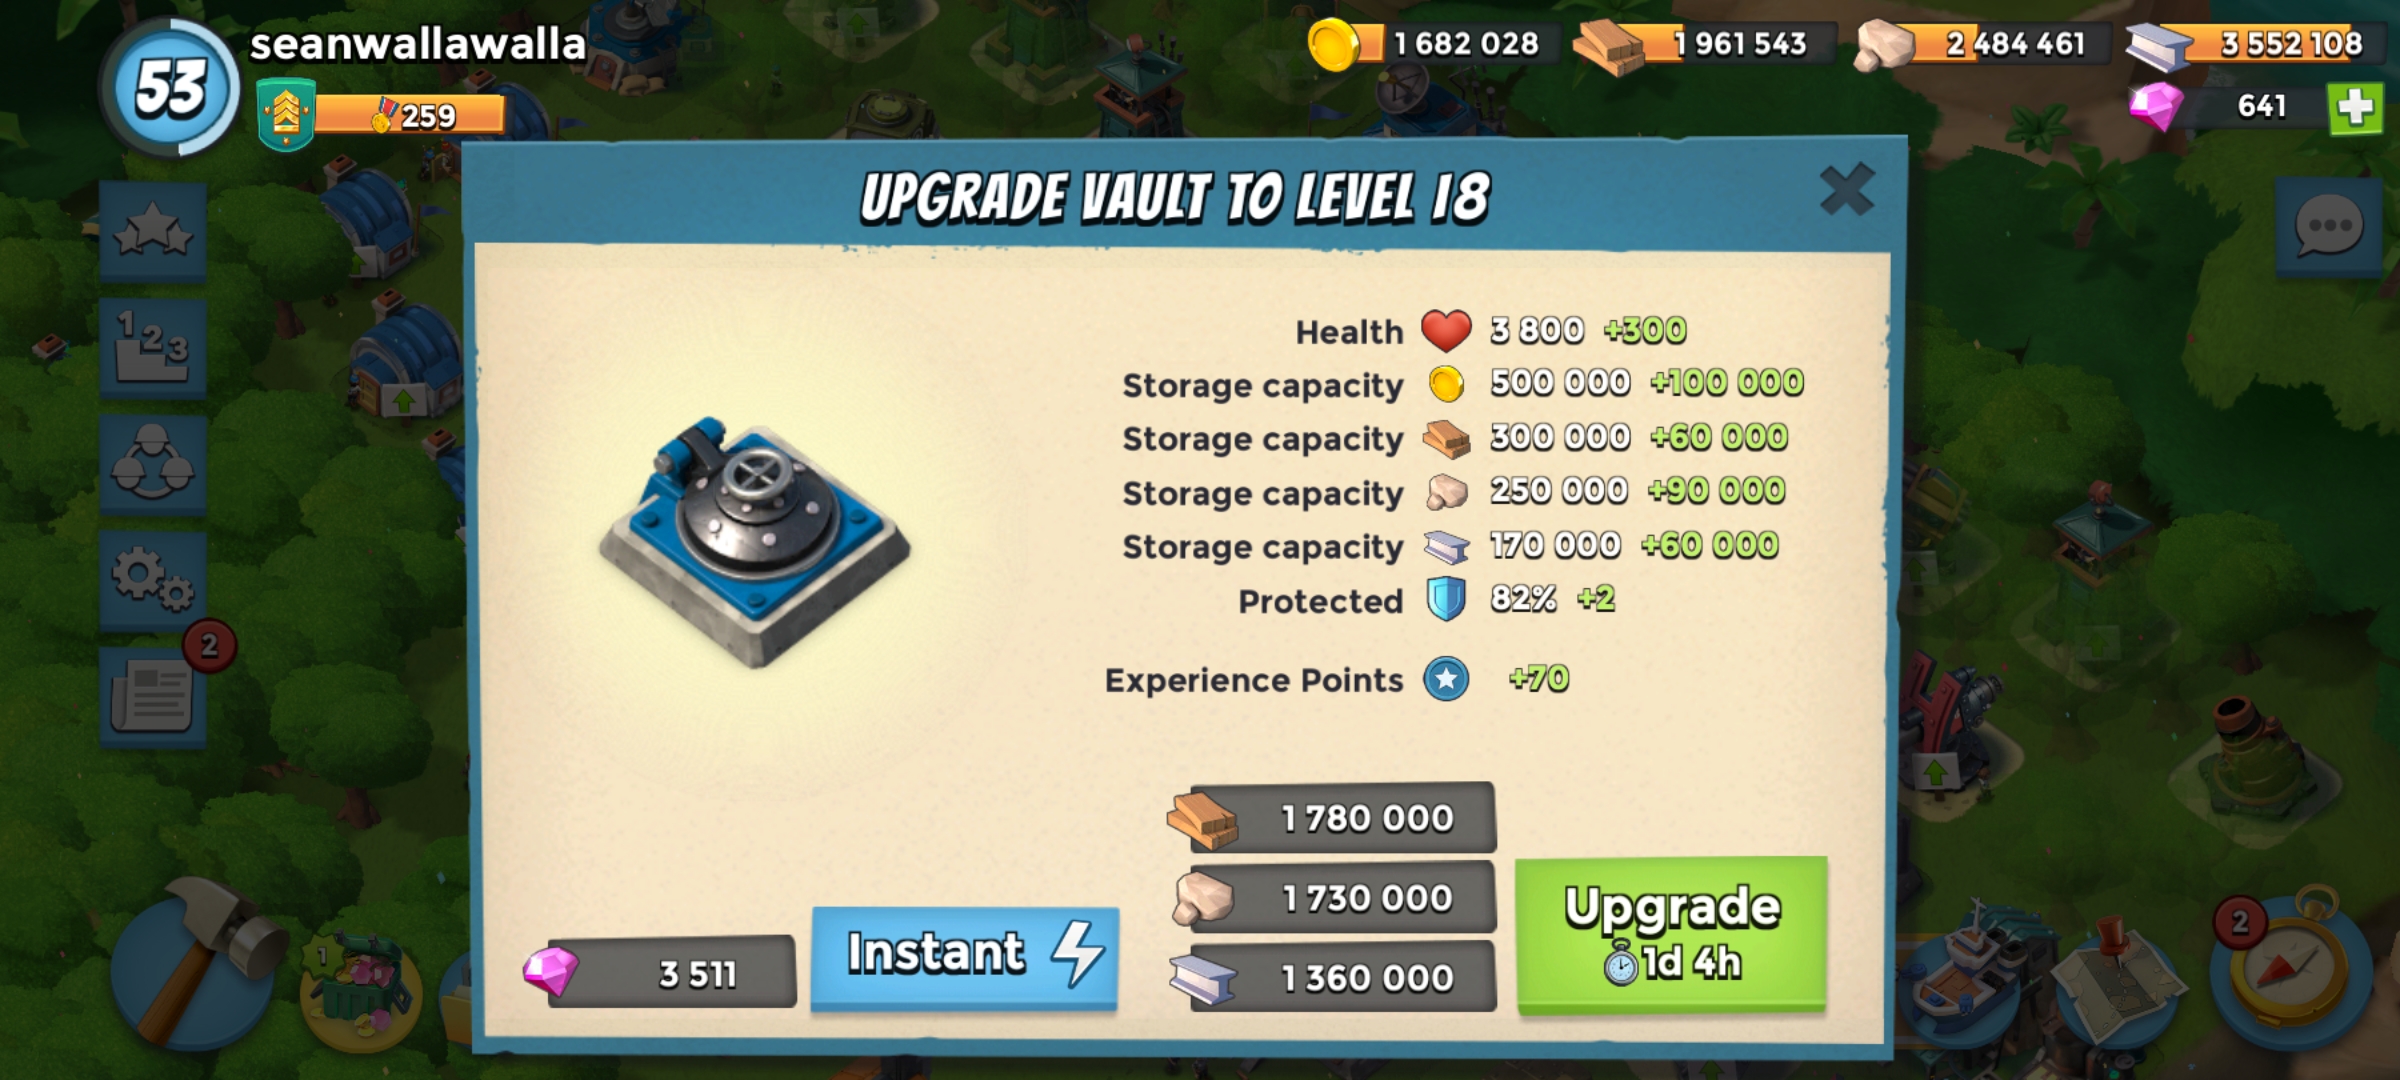 53
seanwallawalla
259
1 682 028
1 961 543
2 484 461
3 552 108
641
UPGRADE VAULT TO LEVEL 18
1 2 3
2
Health 3 800 +300
Storage capacity 500 000 +100 000
Storage capacity 300 000 +60 000
Storage capacity 250 000 +90 000
Storage capacity 170 000 +60 000
Protected 82% +2
Experience Points +70
1 780 000
1 730 000
1 360 000
3 511
Instant
Upgrade
1d 4h
1
2